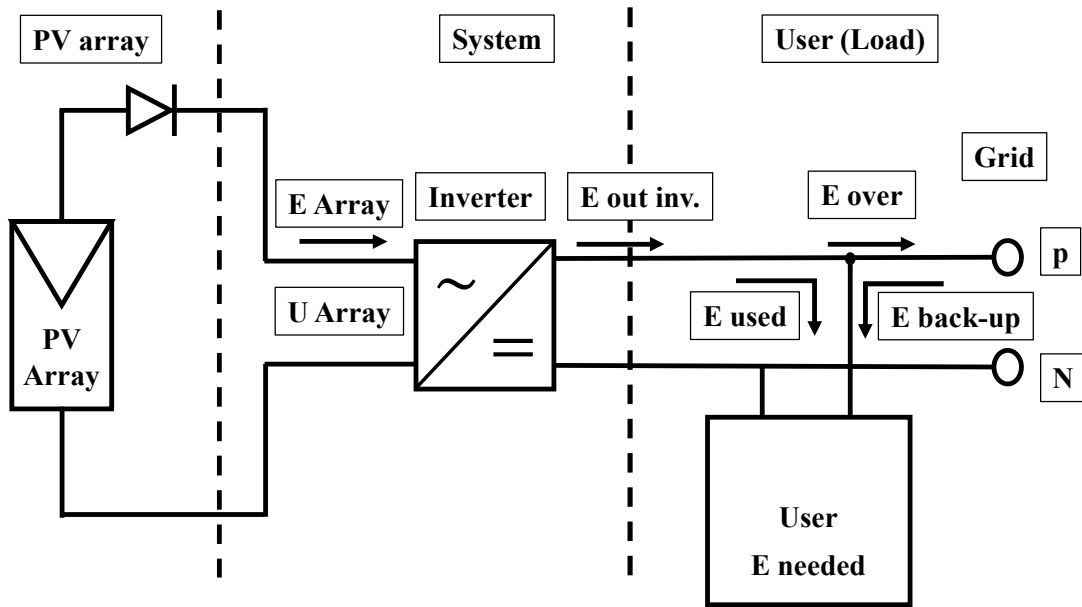 PV array
System
User (Load)
Grid
E Array
Inverter
E out inv.
E over
p
U Array
E used
E back-up
PV
Array
N
User
E needed